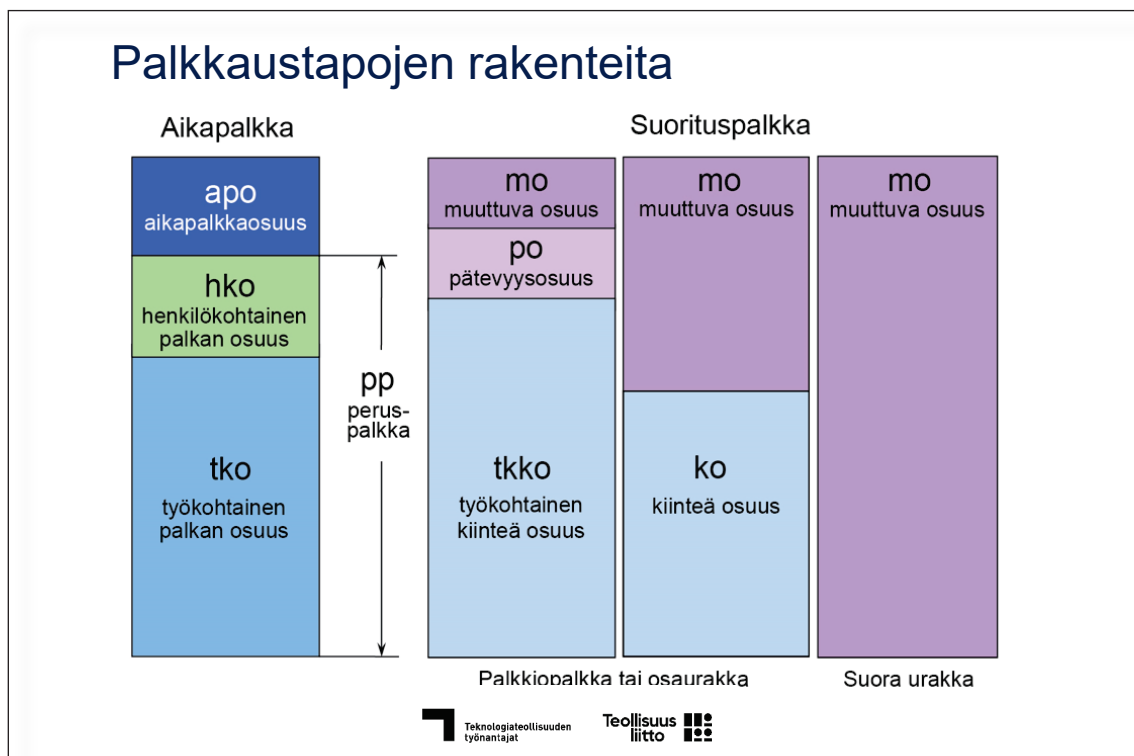 Palkkaustapojen rakenteita
Aikapalkka
apo
aikapalkkaosuus
hko
henkilökohtainen
palkan osuus
tko
työkohtainen
palkan osuus
pp
perus-
palkka
Suorituspalkka
mo
muuttuva osuus
po
pätevyysosuus
tkko
työkohtainen
kiinteä osuus
mo
muuttuva osuus
ko
kiinteä osuus
mo
muuttuva osuus
Palkkiopalkka tai osaurakka
Suora urakka
Teknologiateollisuuden
työnantajat
Teollisuus
liitto